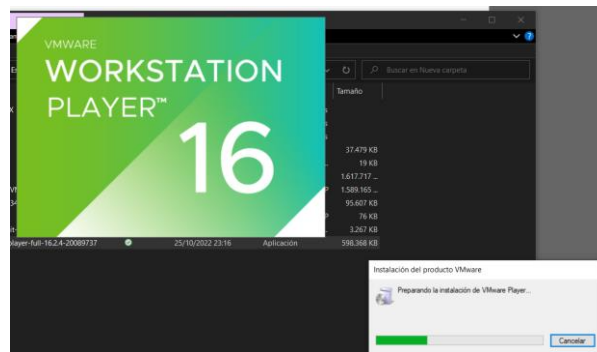 VMWARE
WORKSTATION
PLAYER™
16
Buscar en Nueva carpeta
Tamaño
37.479 KB
19 KB
1.617.717 ...
1.589.165 ...
95.607 KB
76 KB
3.267 KB
player-full-16.2.4-20089737 25/10/2022 23:16 Aplicación 598.368 KB
Instalación del producto VMware
Preparando la instalación de VMware Player...
Cancelar